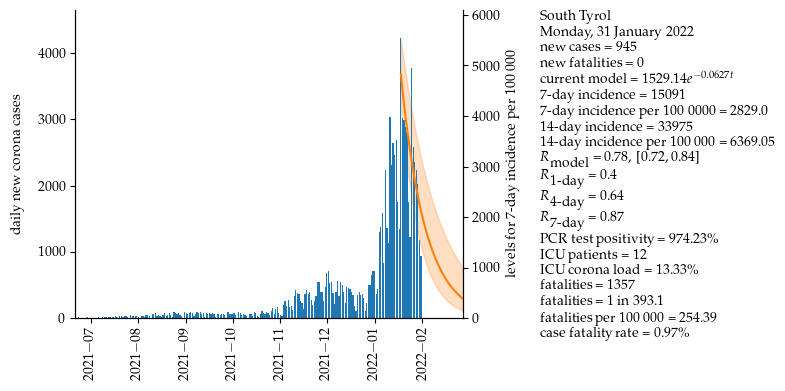 South Tyrol
Monday, 31 January 2022
new cases = 945
new fatalities = 0
current model = 1529.14e^{−0.0627t}
7-day incidence = 15091
7-day incidence per 100 0000 = 2829.0
14-day incidence = 33975
14-day incidence per 100 000 = 6369.05
R_model = 0.78, [0.72, 0.84]
R_1-day = 0.4
R_4-day = 0.64
R_7-day = 0.87
PCR test positivity = 974.23%
ICU patients = 12
ICU corona load = 13.33%
fatalities = 1357
fatalities = 1 in 393.1
fatalities per 100 000 = 254.39
case fatality rate = 0.97%
daily new corona cases
4000
3000
2000
1000
0
levels for 7-day incidence per 100 000
6000
5000
4000
3000
2000
1000
0
2021−07
2021−08
2021−09
2021−10
2021−11
2021−12
2022−01
2022−02